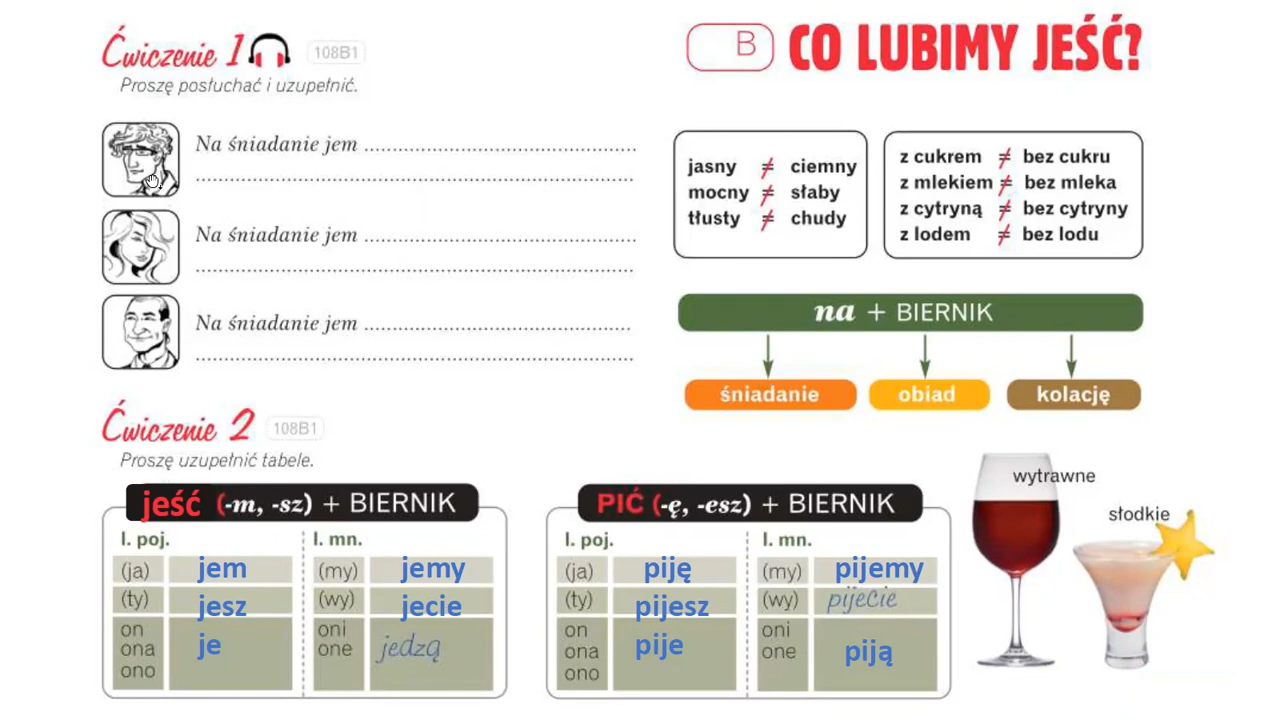 Ćwiczenie 1 108B1
Proszę posłuchać i uzupełnić.
B CO LUBIMY JEŚĆ?
Na śniadanie jem ........................................
................................................................
Na śniadanie jem ........................................
................................................................
Na śniadanie jem ........................................
................................................................
jasny ≠ ciemny
mocny ≠ słaby
tłusty ≠ chudy
z cukrem ≠ bez cukru
z mlekiem ≠ bez mleka
z cytryną ≠ bez cytryny
z lodem ≠ bez lodu
na + BIERNIK
śniadanie obiad kolację
Ćwiczenie 2 108B1
Proszę uzupełnić tabele.
jeść (-m, -sz) + BIERNIK
l. poj. l. mn.
(ja) jem (my) jemy
(ty) jesz (wy) jecie
on ona ono je oni one jedzą
PIĆ (-ę, -esz) + BIERNIK
l. poj. l. mn.
(ja) piję (my) pijemy
(ty) pijesz (wy) pijecie
on ona ono pije oni one piją
wytrawne
słodkie